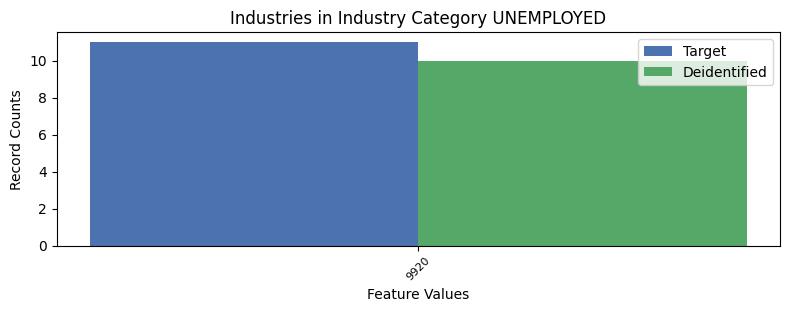 Industries in Industry Category UNEMPLOYED
Target
Deidentified
Record Counts
10
8
6
4
2
0
9920
Feature Values